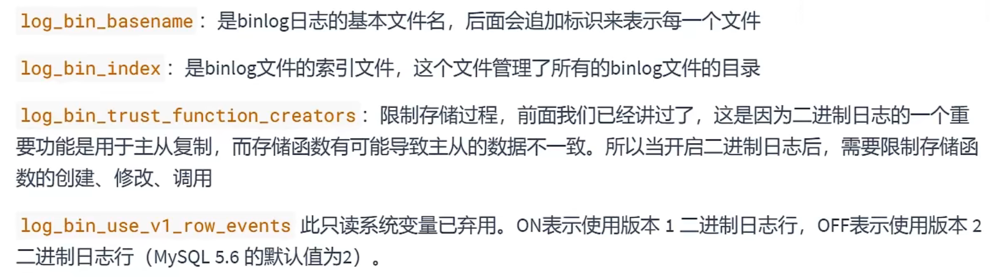 log_bin_basename：是binlog日志的基本文件名，后面会追加标识来表示每一个文件
log_bin_index：是binlog文件的索引文件，这个文件管理了所有的binlog文件的目录
log_bin_trust_function_creators：限制存储过程，前面我们已经讲过了，这是因为二进制日志的一个重
要功能是用于主从复制，而存储函数有可能导致主从的数据不一致。所以当开启二进制日志后，需要限制存储函
数的创建、修改、调用
log_bin_use_v1_row_events 此只读系统变量已弃用。ON表示使用版本 1 二进制日志行，OFF表示使用版本 2
二进制日志行（MySQL 5.6 的默认值为2）。